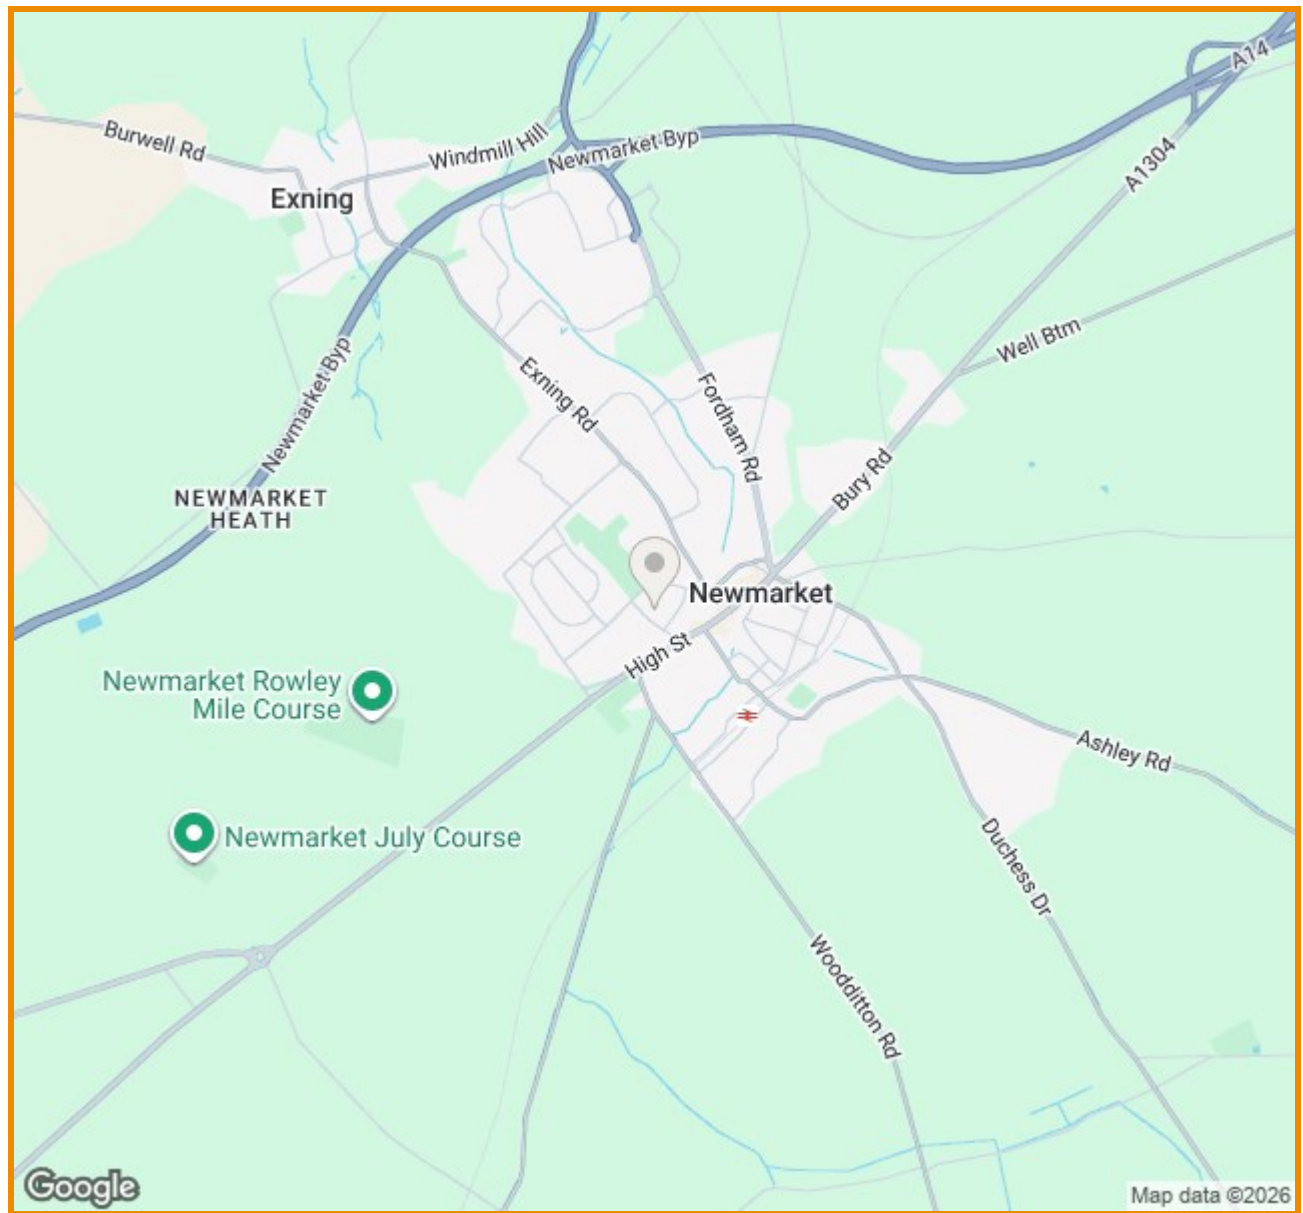 A14
Burwell Rd
Windmill Hill
Newmarket Byp
A1304
Exning
Well Btm
Newmarket Byp
Exning Rd
Fordham Rd
Bury Rd
NEWMARKET
HEATH
Newmarket
High St
Newmarket Rowley
Mile Course
Ashley Rd
Newmarket July Course
Duchess Dr
Woodditton Rd
Google
Map data ©2026